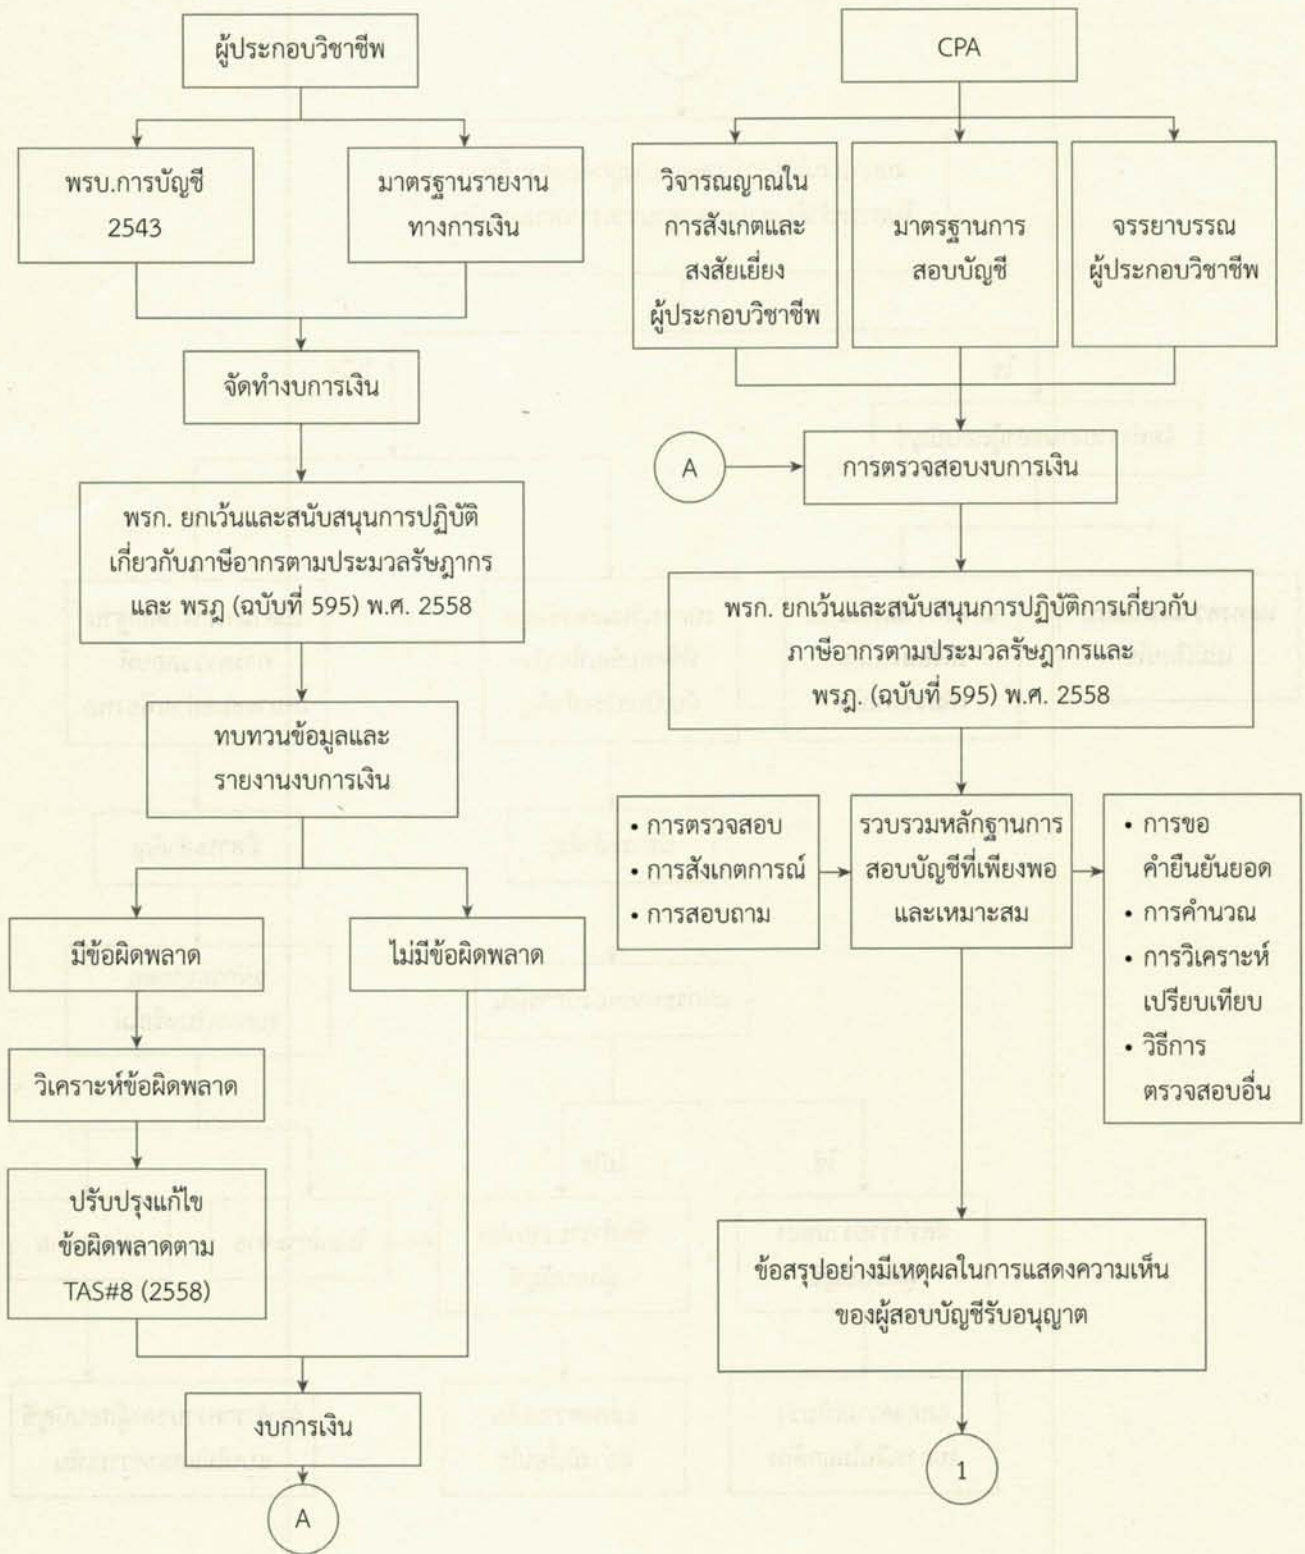 ผู้ประกอบวิชาชีพ
พรบ.การบัญชี
2543
มาตรฐานรายงาน
ทางการเงิน
จัดทำงบการเงิน
พรก. ยกเว้นและสนับสนุนการปฏิบัติ
เกี่ยวกับภาษีอากรตามประมวลรัษฎากร
และ พรฎ (ฉบับที่ 595) พ.ศ. 2558
ทบทวนข้อมูลและ
รายงานงบการเงิน
มีข้อผิดพลาด
ไม่มีข้อผิดพลาด
วิเคราะห์ข้อผิดพลาด
ปรับปรุงแก้ไข
ข้อผิดพลาดตาม
TAS#8 (2558)
งบการเงิน
A
CPA
วิจารณญาณใน
การสังเกตและ
สงสัยเยี่ยง
ผู้ประกอบวิชาชีพ
มาตรฐานการ
สอบบัญชี
จรรยาบรรณ
ผู้ประกอบวิชาชีพ
A
การตรวจสอบงบการเงิน
พรก. ยกเว้นและสนับสนุนการปฏิบัติการเกี่ยวกับ
ภาษีอากรตามประมวลรัษฎากรและ
พรฎ. (ฉบับที่ 595) พ.ศ. 2558
• การตรวจสอบ
• การสังเกตการณ์
• การสอบถาม
รวบรวมหลักฐานการ
สอบบัญชีที่เพียงพอ
และเหมาะสม
• การขอ
คำยืนยันยอด
• การคำนวณ
• การวิเคราะห์
เปรียบเทียบ
• วิธีการ
ตรวจสอบอื่น
ข้อสรุปอย่างมีเหตุผลในการแสดงความเห็น
ของผู้สอบบัญชีรับอนุญาต
1